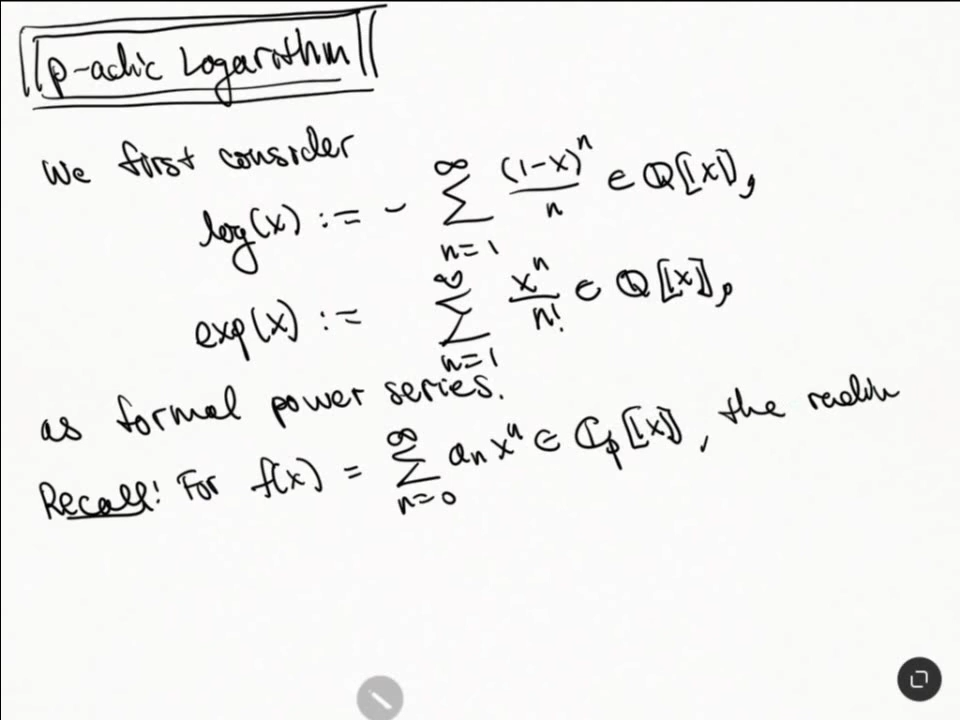 p-adic Logarithm
We first consider
log(x) := - ∑_{n=1}^{∞} (1-x)^n / n ∈ ℚ⟦x⟧,
exp(x) := ∑_{n=1}^{∞} x^n / n! ∈ ℚ⟦x⟧,
as formal power series.
Recall! For f(x) = ∑_{n=0}^{∞} a_n x^n ∈ ℂ_p⟦x⟧, the radiu